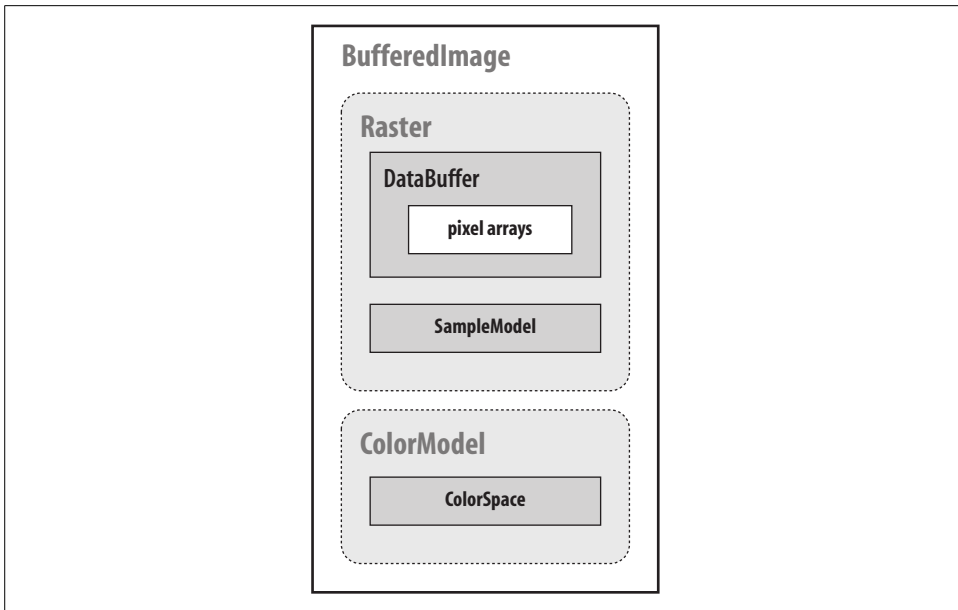 BufferedImage
Raster
DataBuffer
pixel arrays
SampleModel
ColorModel
ColorSpace